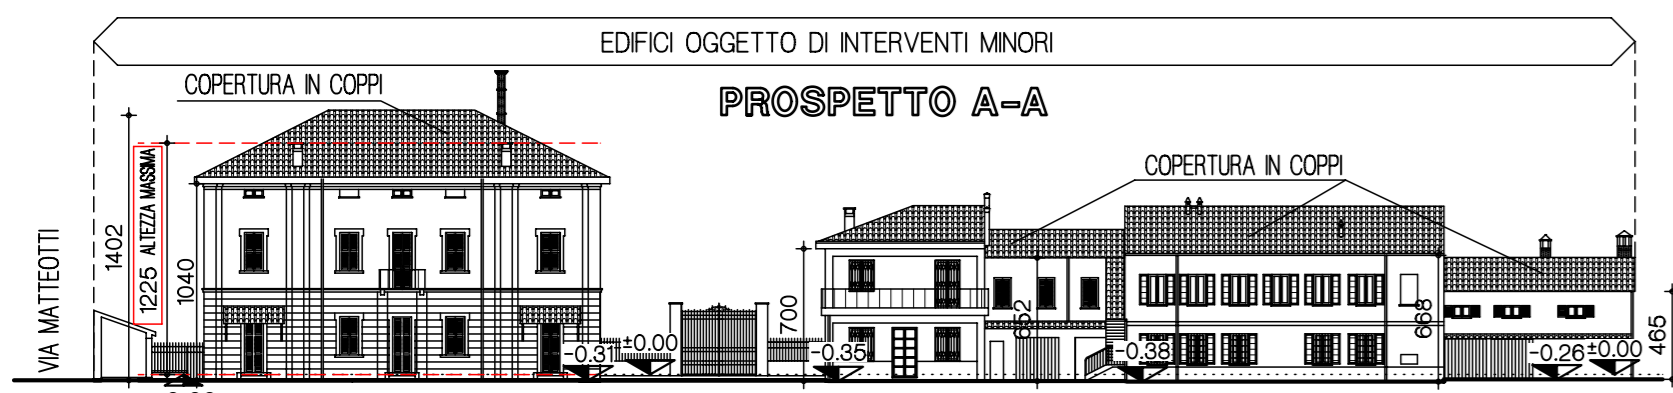 EDIFICI OGGETTO DI INTERVENTI MINORI
COPERTURA IN COPPI
PROSPETTO A-A
COPERTURA IN COPPI
VIA MATTEOTTI
1402
1225 ALTEZZA MASSIMA
1040
700
652
668
465
-0.31
±0.00
-0.35
-0.38
-0.26
±0.00